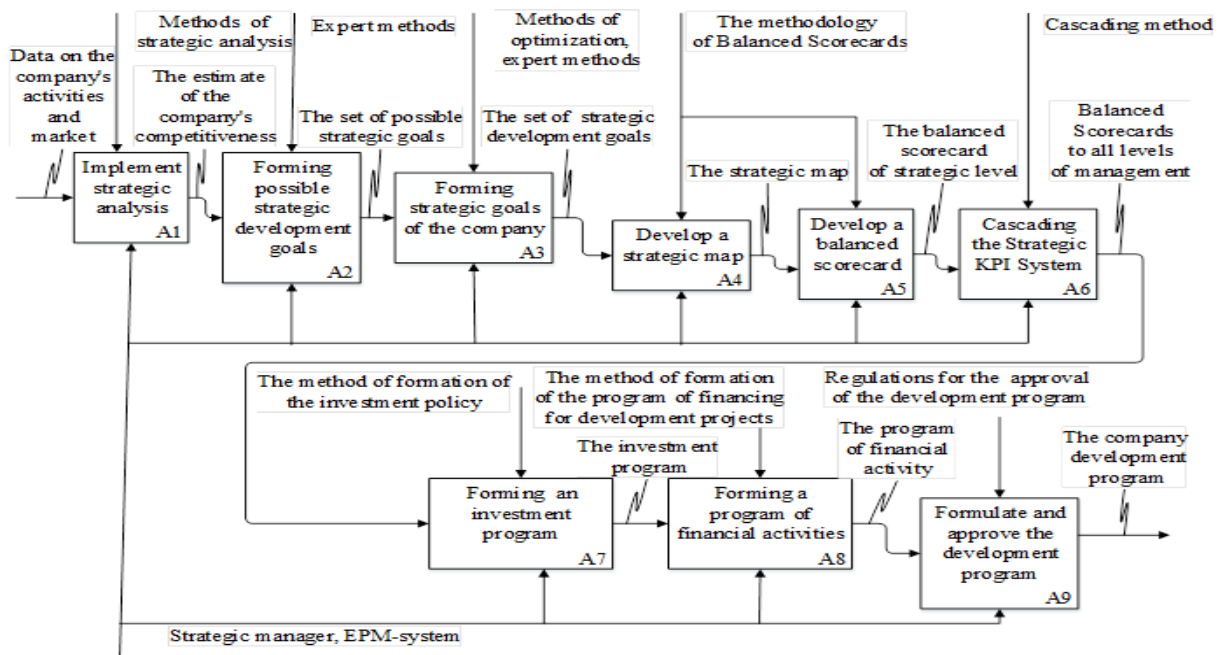 Methods of
strategic analysis
Expert methods
Methods of
optimization,
expert methods
The methodology
of Balanced Scorecards
Cascading method
Data on the
company's
activities
and
market
The estimate
of the
company's
competitiveness
The set of possible
strategic goals
The set of strategic
development goals
The strategic map
The balanced
scorecard
of strategic level
Balanced
Scorecards
to all levels
of management
Implement
strategic
analysis
A1
Forming
possible
strategic
development
goals
A2
Forming
strategic goals
of the company
A3
Develop a
strategic map
A4
Develop a
balanced
scorecard
A5
Cascading
the Strategic
KPI System
A6
The method of formation of
the investment policy
The method of formation
of the program of financing
for development projects
Regulations for the approval
of the development program
The investment
program
The program
of financial
activity
The company
development
program
Forming an
investment
program
A7
Forming a
program of
financial activities
A8
Formulate and
approve the
development
program
A9
Strategic manager, EPM-system